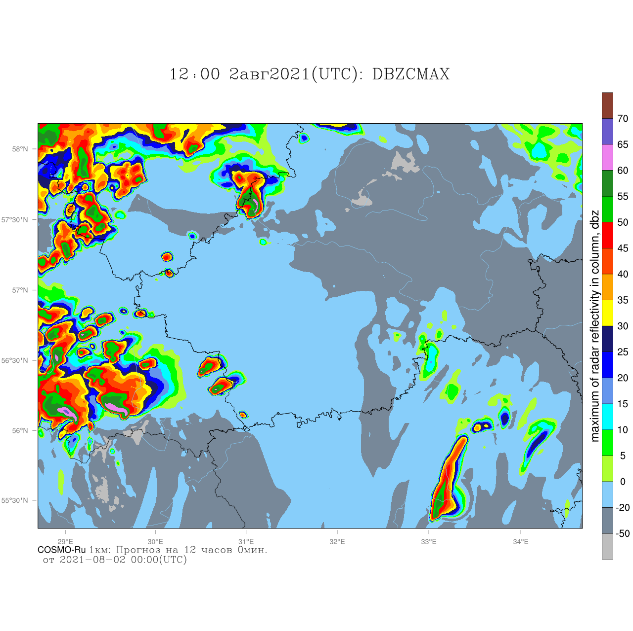 12:00 2авг2021(UTC): DBZCMAX
58°N
57°30'N
57°N
56°30'N
56°N
55°30'N
29°E
30°E
31°E
32°E
33°E
34°E
70
65
60
55
50
45
40
35
30
25
20
15
10
5
0
-20
-50
maximum of radar reflectivity in column, dbz
COSMO-Ru 1км: Прогноз на 12 часов 0мин.
от 2021-08-02 00:00(UTC)